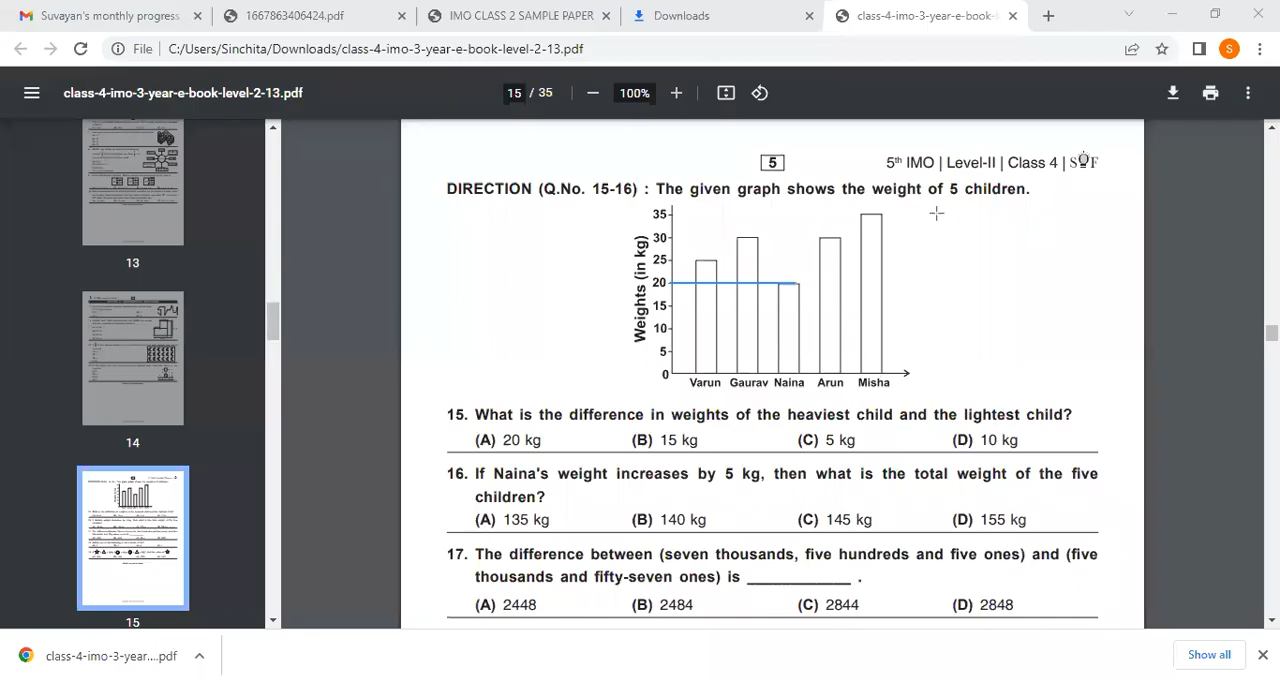 Suvayan's monthly progress
1667863406424.pdf
IMO CLASS 2 SAMPLE PAPER
Downloads
class-4-imo-3-year-e-book-l
File
C:/Users/Sinchita/Downloads/class-4-imo-3-year-e-book-level-2-13.pdf
S
class-4-imo-3-year-e-book-level-2-13.pdf
15 / 35
100%
13
14
15
5
5th IMO | Level-II | Class 4 | SOF
DIRECTION (Q.No. 15-16) : The given graph shows the weight of 5 children.
Weights (in kg)
35
30
25
20
15
10
5
0
Varun Gaurav Naina Arun Misha
15. What is the difference in weights of the heaviest child and the lightest child?
(A) 20 kg (B) 15 kg (C) 5 kg (D) 10 kg
16. If Naina's weight increases by 5 kg, then what is the total weight of the five
children?
(A) 135 kg (B) 140 kg (C) 145 kg (D) 155 kg
17. The difference between (seven thousands, five hundreds and five ones) and (five
thousands and fifty-seven ones) is ____________ .
(A) 2448 (B) 2484 (C) 2844 (D) 2848
class-4-imo-3-year....pdf
Show all